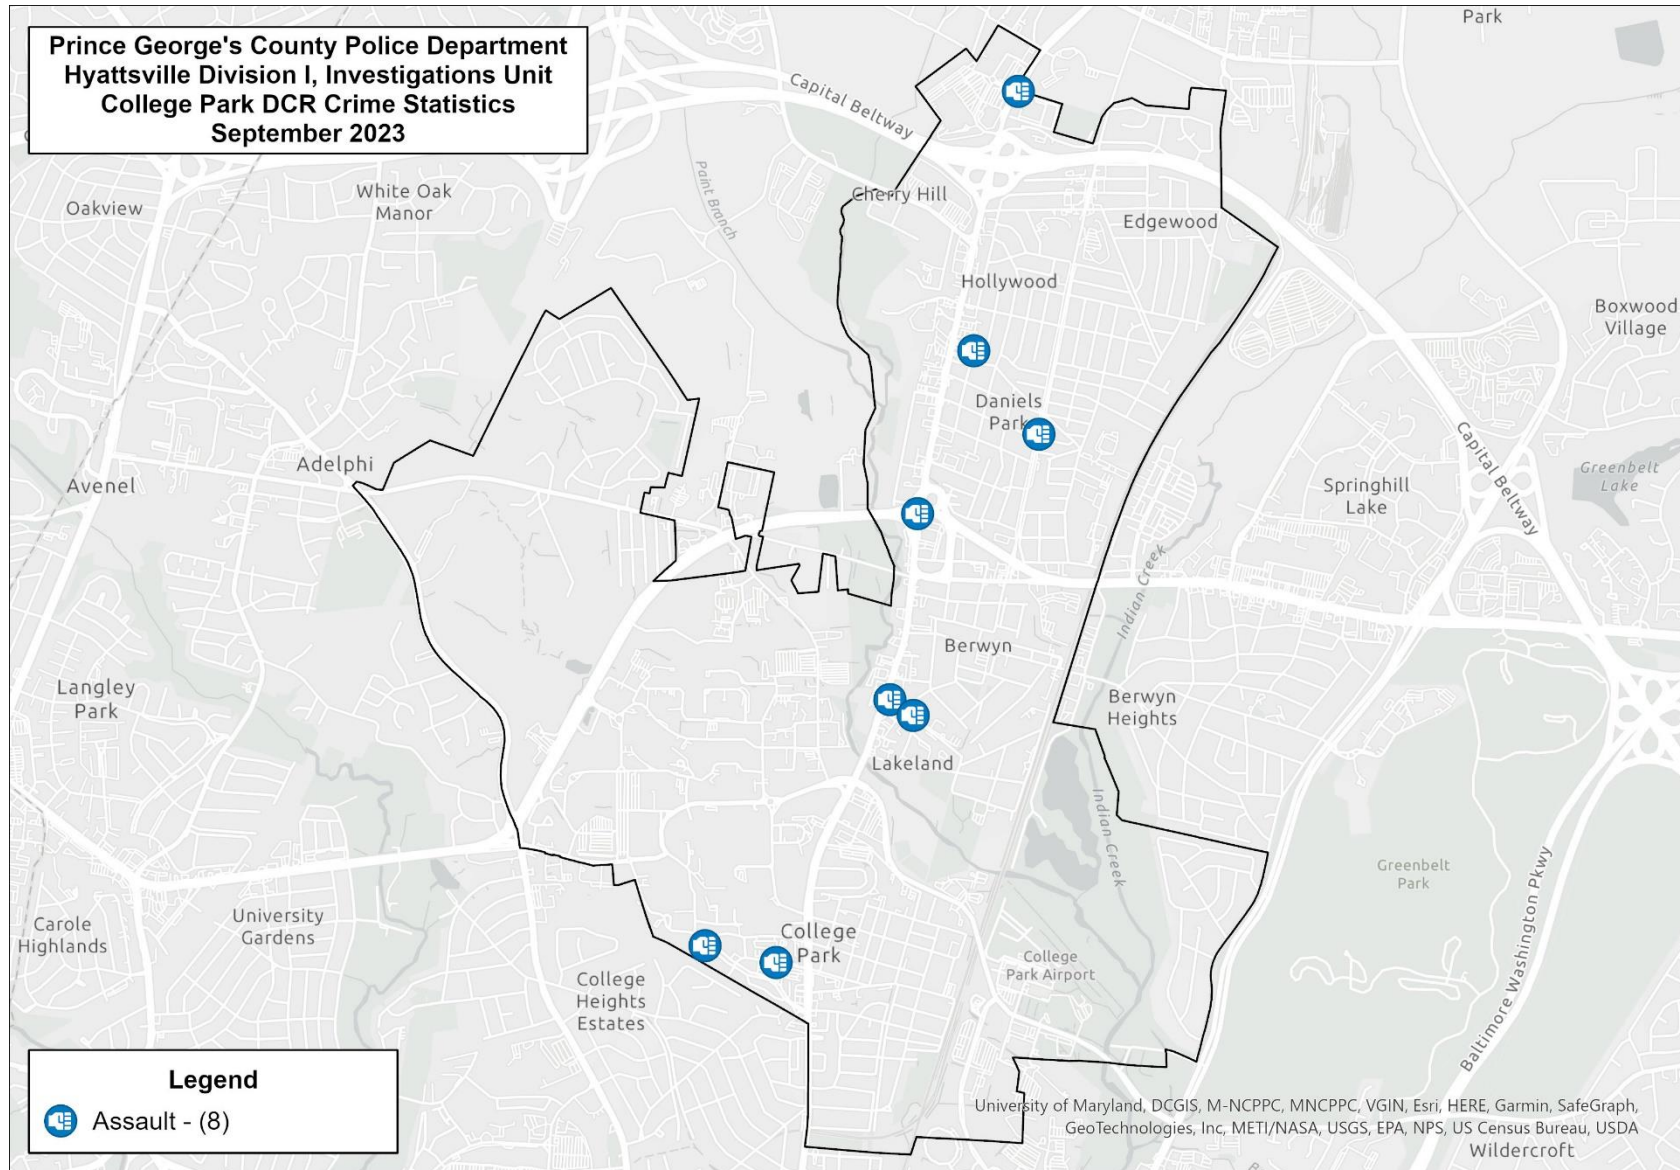 Prince George's County Police Department
Hyattsville Division I, Investigations Unit
College Park DCR Crime Statistics
September 2023
Park
Capital Beltway
Paint Branch
White Oak
Manor
Oakview
Cherry Hill
Edgewood
Hollywood
Boxwood
Village
Daniels
Park
Capital Beltway
Adelphi
Avenel
Springhill
Lake
Greenbelt
Lake
Indian Creek
Berwyn
Langley
Park
Berwyn
Heights
Lakeland
Indian Creek
Greenbelt
Park
Baltimore Washington Pkwy
Carole
Highlands
University
Gardens
College
Park
College
Park Airport
College
Heights
Estates
Legend
Assault - (8)
University of Maryland, DCGIS, M-NCPPC, MNCPPC, VGIN, Esri, HERE, Garmin, SafeGraph,
GeoTechnologies, Inc, METI/NASA, USGS, EPA, NPS, US Census Bureau, USDA
Wildercroft